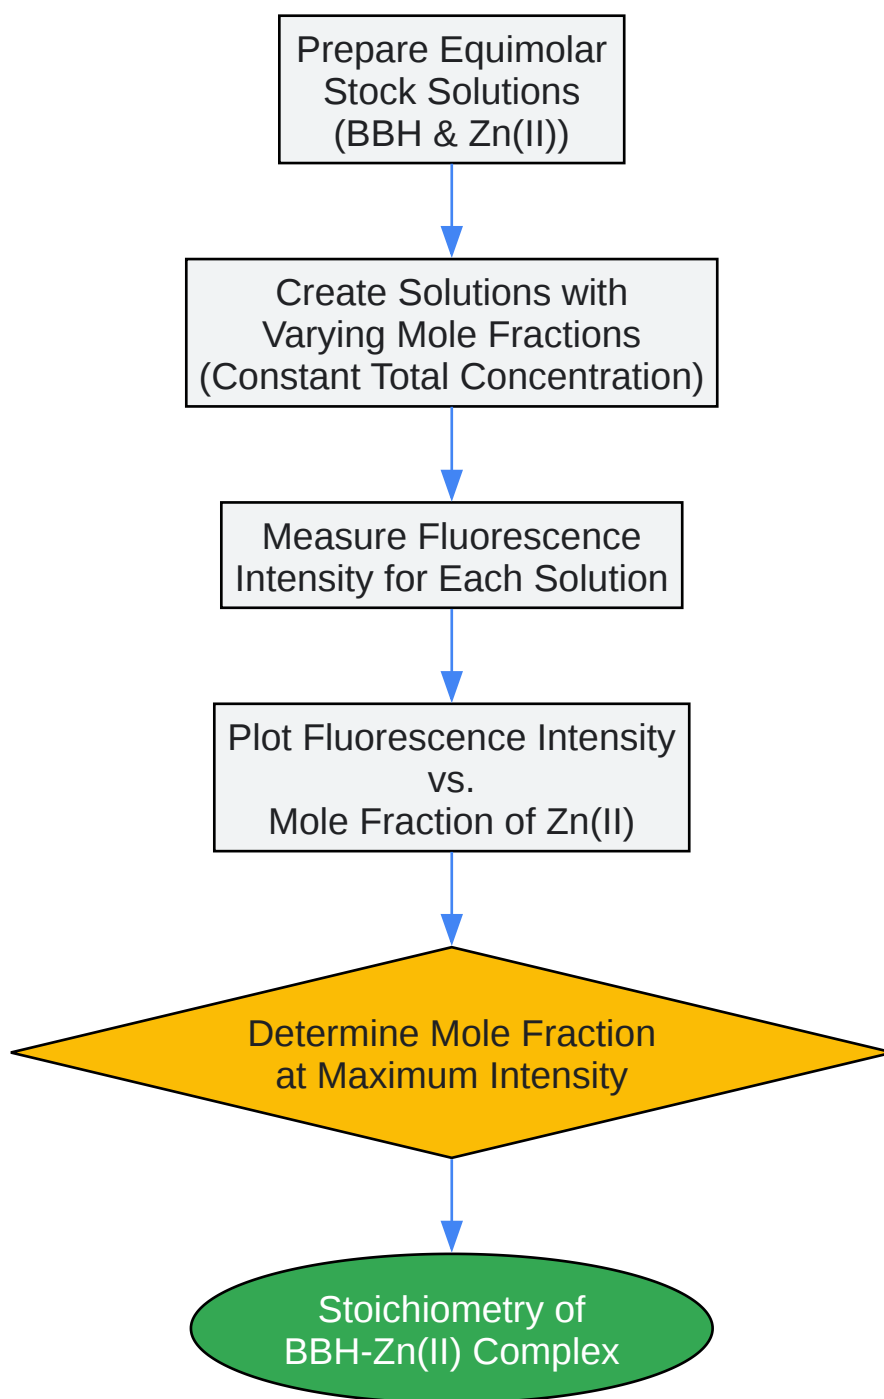 Prepare Equimolar
Stock Solutions
(BBH & Zn(II))
Create Solutions with
Varying Mole Fractions
(Constant Total Concentration)
Measure Fluorescence
Intensity for Each Solution
Plot Fluorescence Intensity
vs.
Mole Fraction of Zn(II)
Determine Mole Fraction
at Maximum Intensity
Stoichiometry of
BBH-Zn(II) Complex